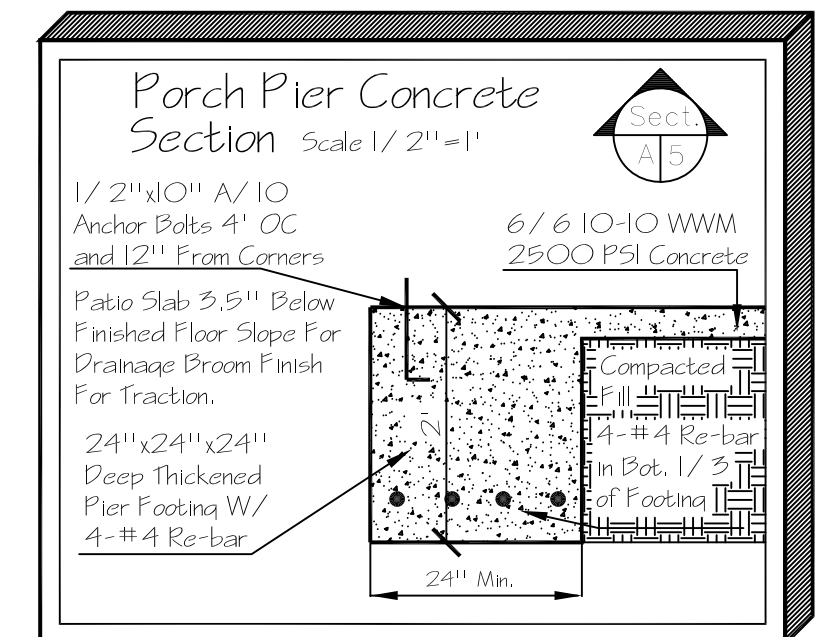 Porch Pier Concrete
Section Scale 1/2"=1'
Sect.
A 5
1/2"x10" A/10
Anchor Bolts 4' OC
and 12" From Corners
6/6 10-10 WWM
2500 PSI Concrete
Patio Slab 3.5" Below
Finished Floor Slope For
Drainage Broom Finish
For Traction.
Compacted
Fill
2'
4-#4 Re-bar
in Bot. 1/3
of Footing
24"x24"x24"
Deep Thickened
Pier Footing W/
4-#4 Re-bar
24" Min.